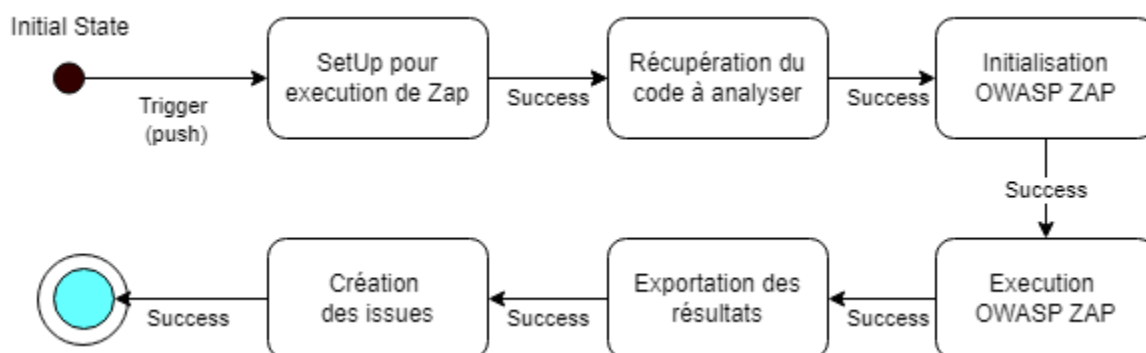 Initial State
Trigger
(push)
SetUp pour
execution de Zap
Success
Récupération du
code à analyser
Success
Initialisation
OWASP ZAP
Success
Execution
OWASP ZAP
Success
Exportation des
résultats
Success
Création
des issues
Success